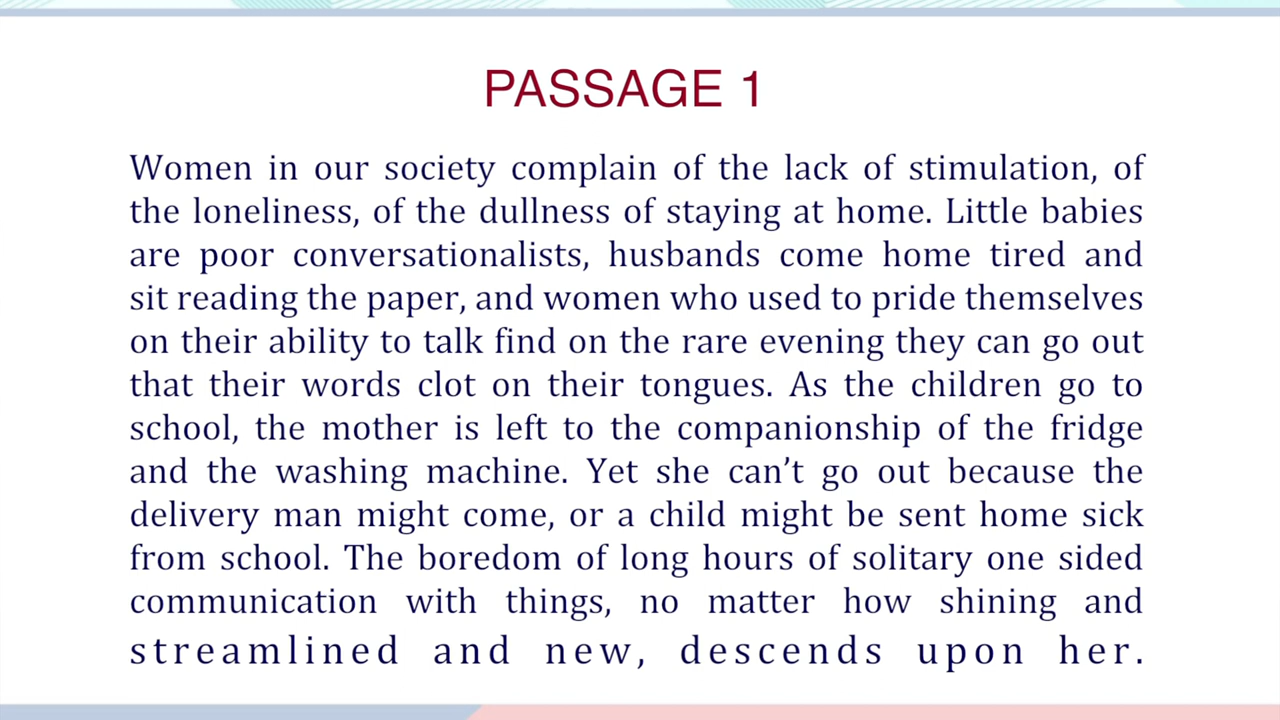 PASSAGE 1
Women in our society complain of the lack of stimulation, of
the loneliness, of the dullness of staying at home. Little babies
are poor conversationalists, husbands come home tired and
sit reading the paper, and women who used to pride themselves
on their ability to talk find on the rare evening they can go out
that their words clot on their tongues. As the children go to
school, the mother is left to the companionship of the fridge
and the washing machine. Yet she can’t go out because the
delivery man might come, or a child might be sent home sick
from school. The boredom of long hours of solitary one sided
communication with things, no matter how shining and
streamlined and new, descends upon her.